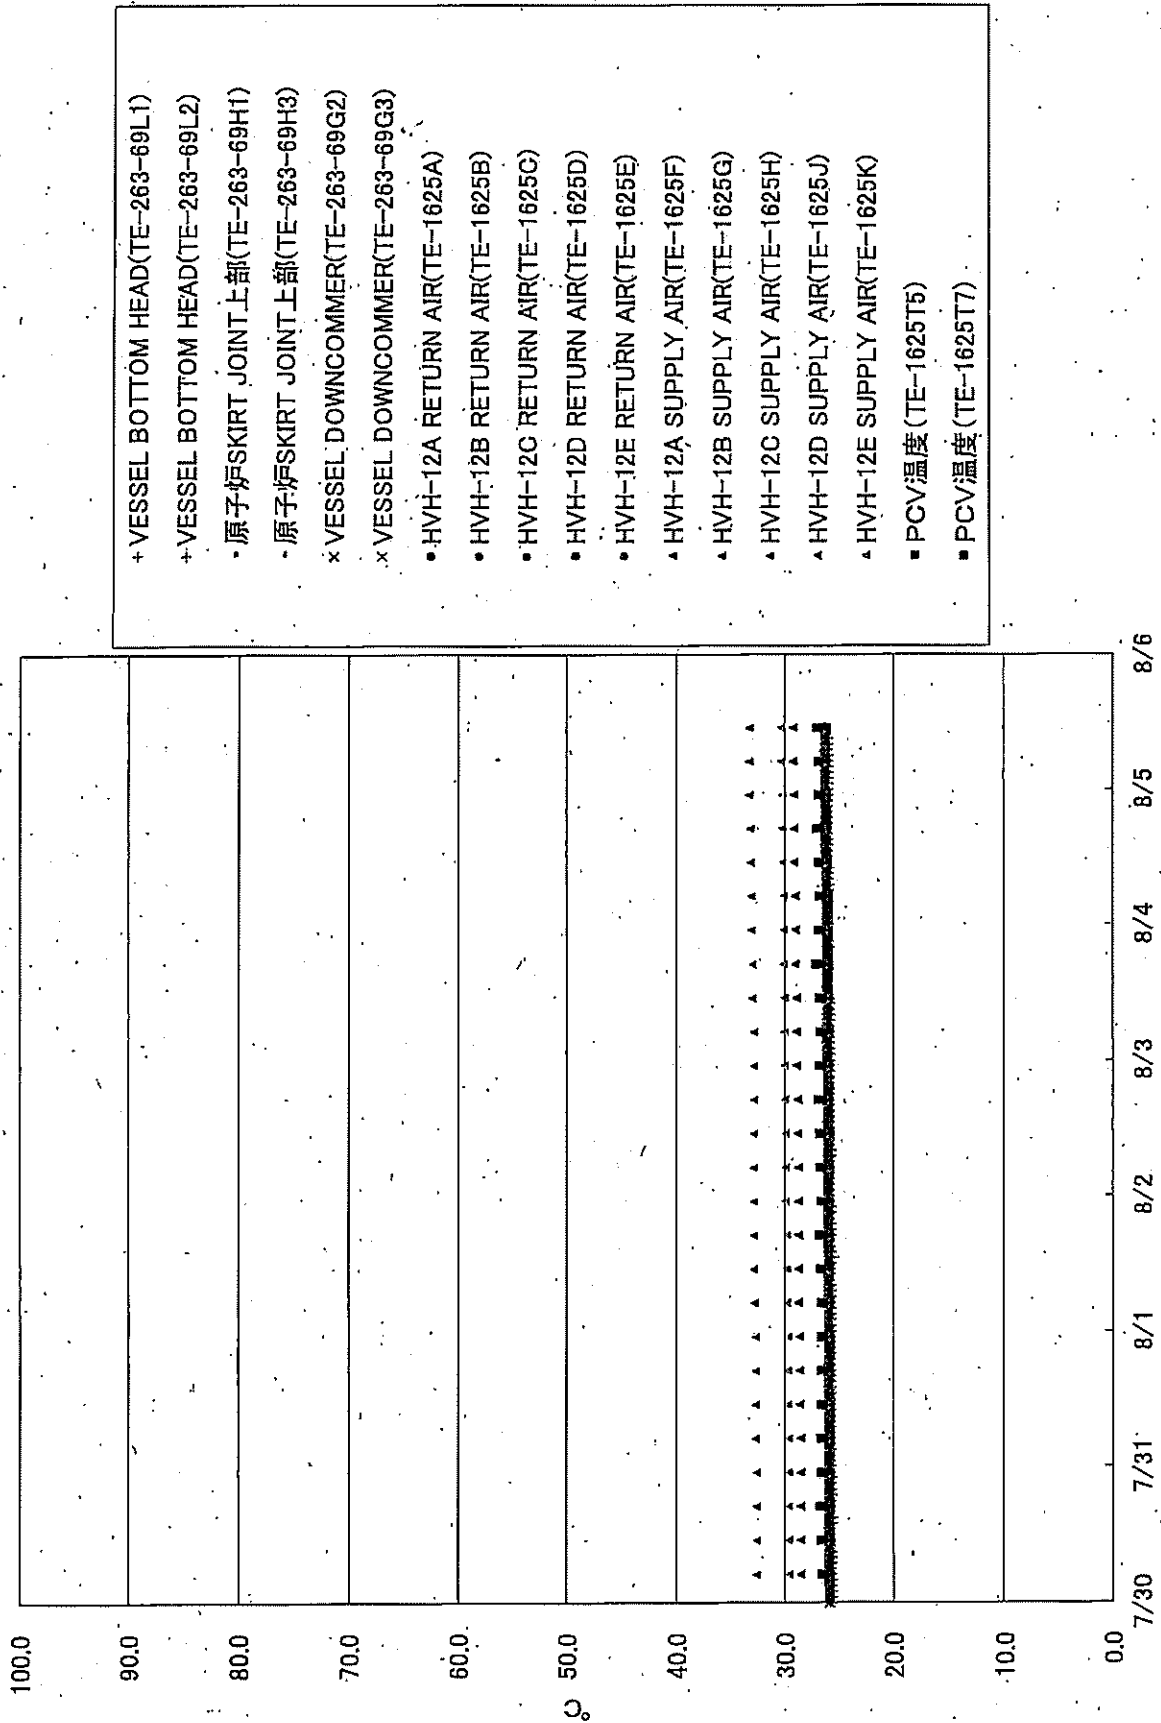 100.0
90.0
80.0
70.0
60.0
50.0
40.0
30.0
20.0
10.0
0.0
°C
7/30
7/31
8/1
8/2
8/3
8/4
8/5
8/6
+ VESSEL BOTTOM HEAD(TE-263-69L1)
+ VESSEL BOTTOM HEAD(TE-263-69L2)
- 原子炉SKIRT JOINT上部(TE-263-69H1)
- 原子炉SKIRT JOINT上部(TE-263-69H3)
× VESSEL DOWNCOMMER(TE-263-69G2)
× VESSEL DOWNCOMMER(TE-263-69G3)
● HVH-12A RETURN AIR(TE-1625A)
● HVH-12B RETURN AIR(TE-1625B)
● HVH-12C RETURN AIR(TE-1625C)
● HVH-12D RETURN AIR(TE-1625D)
● HVH-12E RETURN AIR(TE-1625E)
▲ HVH-12A SUPPLY AIR(TE-1625F)
▲ HVH-12B SUPPLY AIR(TE-1625G)
▲ HVH-12C SUPPLY AIR(TE-1625H)
▲ HVH-12D SUPPLY AIR(TE-1625J)
▲ HVH-12E SUPPLY AIR(TE-1625K)
■ PCV温度(TE-1625T5)
■ PCV温度(TE-1625T7)